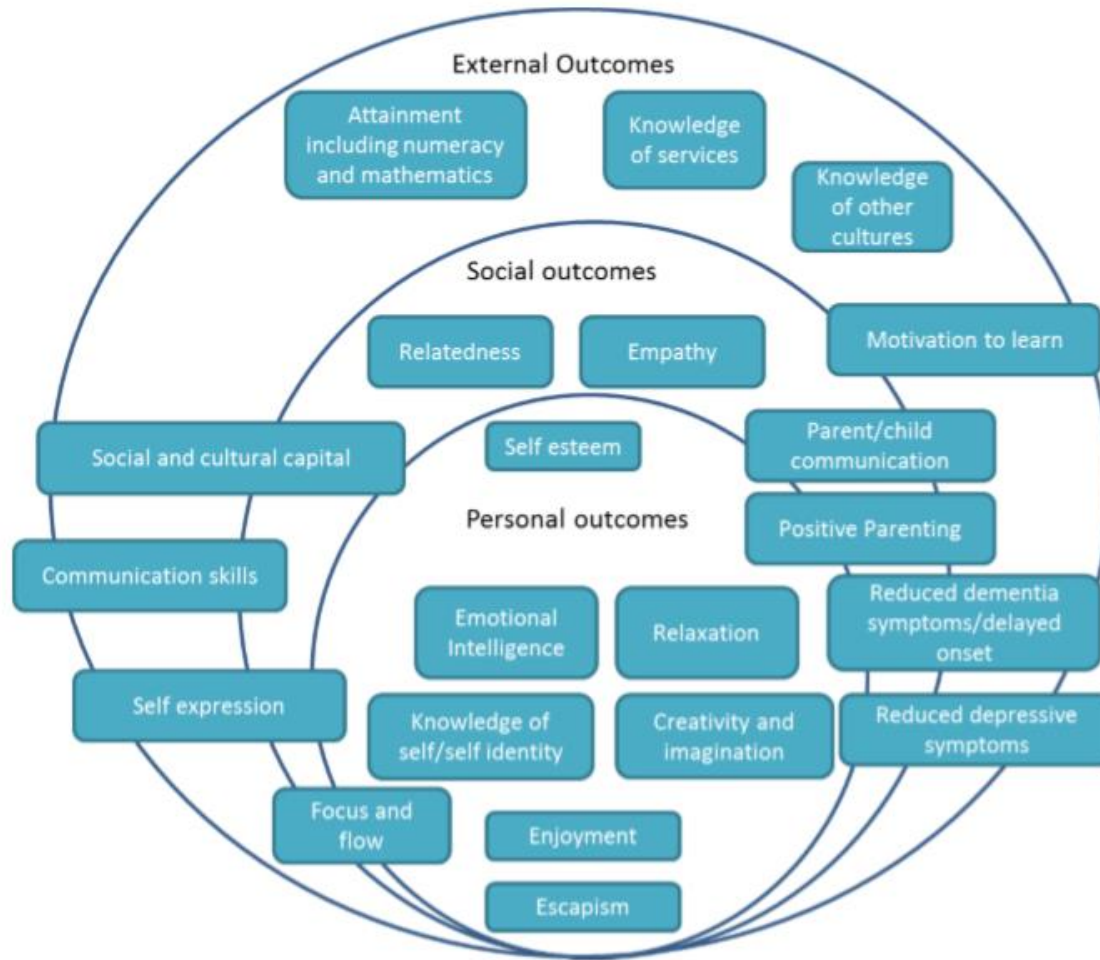 External Outcomes
Attainment
including numeracy
and mathematics
Knowledge
of services
Knowledge
of other
cultures
Social outcomes
Relatedness
Empathy
Motivation to learn
Social and cultural capital
Self esteem
Parent/child
communication
Personal outcomes
Positive Parenting
Communication skills
Emotional
Intelligence
Relaxation
Reduced dementia
symptoms/delayed
onset
Self expression
Knowledge of
self/self identity
Creativity and
imagination
Reduced depressive
symptoms
Focus and
flow
Enjoyment
Escapism